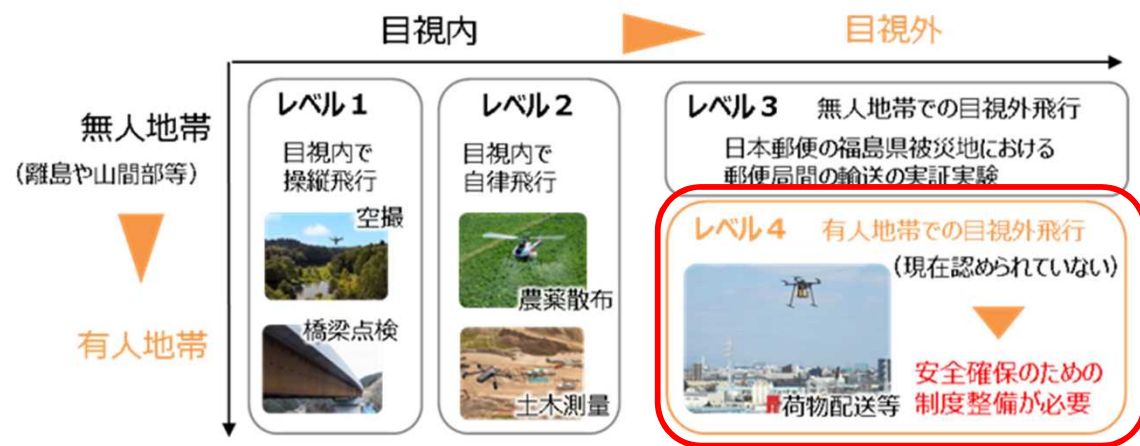 目視内
目視外
無人地帯
(離島や山間部等)
有人地帯
レベル1
目視内で
操縦飛行
空撮
橋梁点検
レベル2
目視内で
自律飛行
農薬散布
土木測量
レベル3 無人地帯での目視外飛行
日本郵便の福島県被災地における
郵便局間の輸送の実証実験
レベル4 有人地帯での目視外飛行
(現在認められていない)
荷物配送等
安全確保のための
制度整備が必要